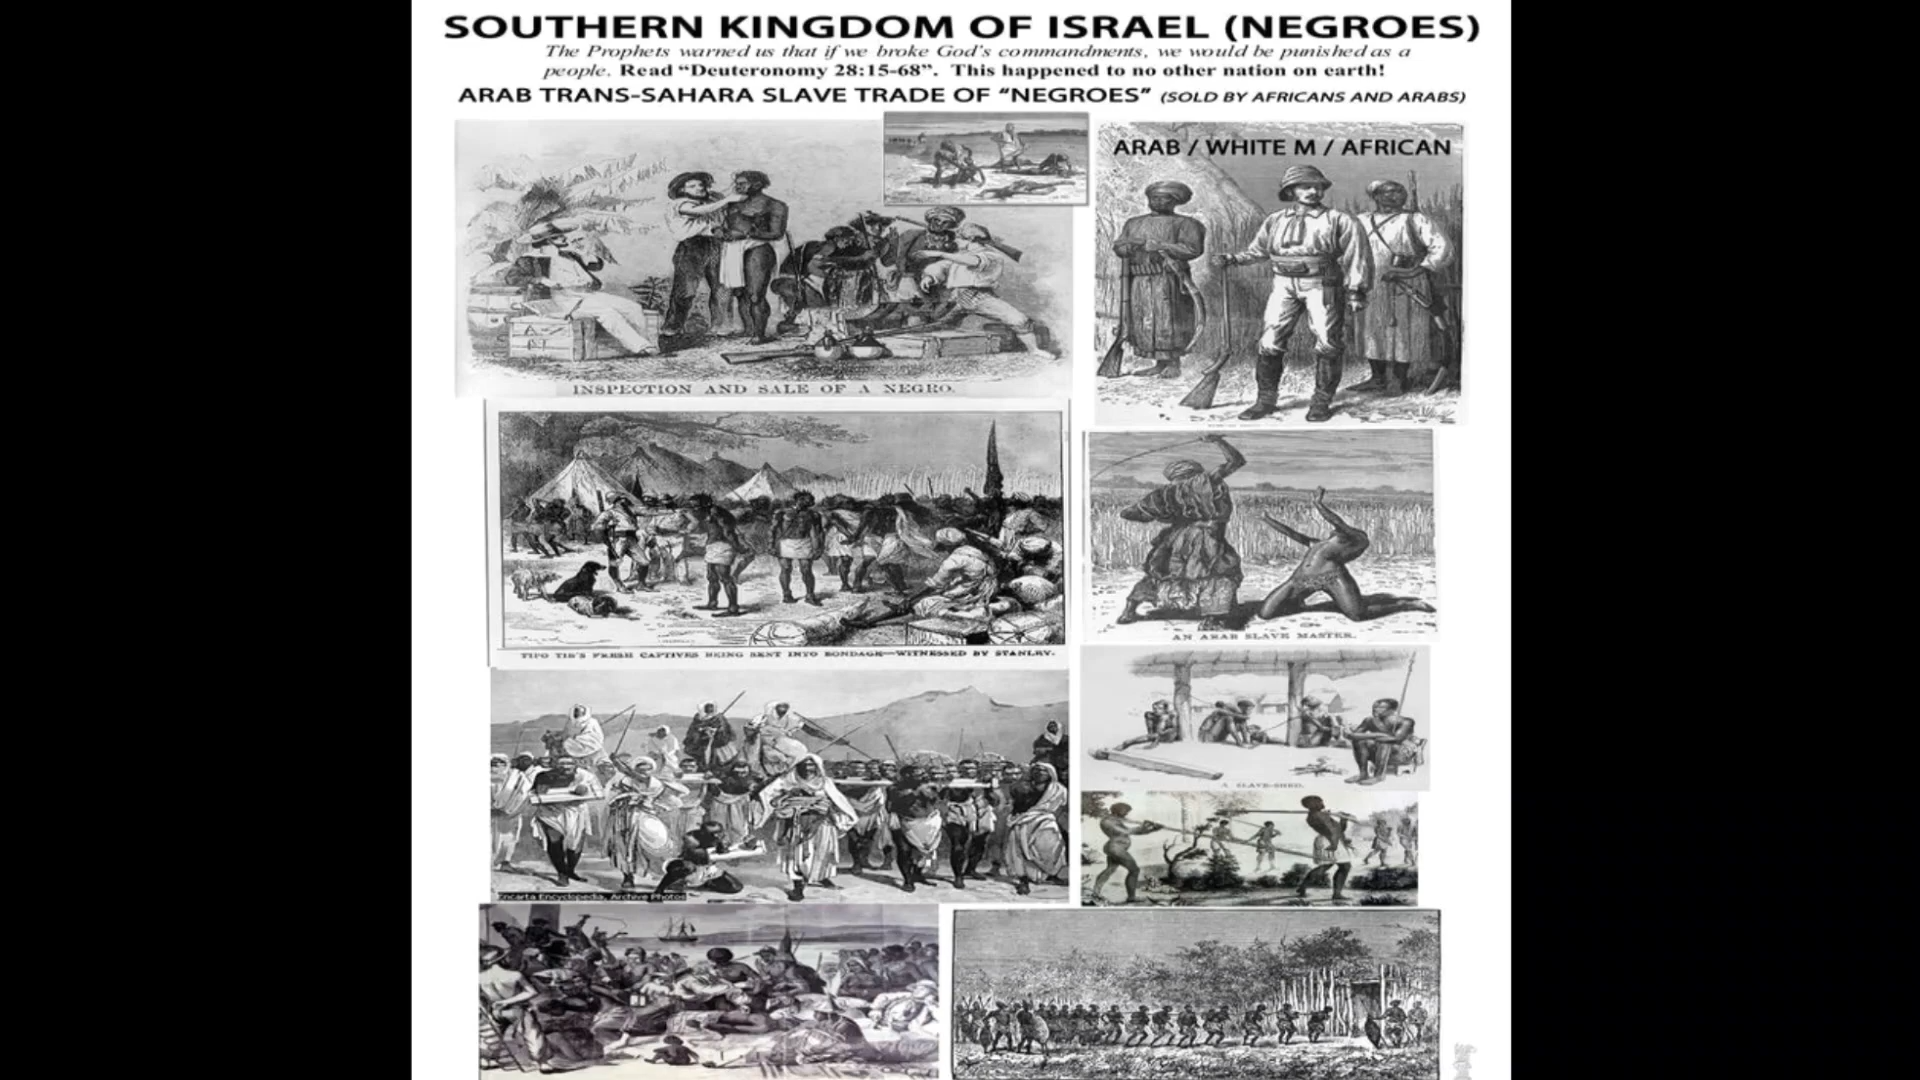 SOUTHERN KINGDOM OF ISRAEL (NEGROES)
The Prophets warned us that if we broke God's commandments, we would be punished as a
people. Read "Deuteronomy 28:15-68". This happened to no other nation on earth!
ARAB TRANS-SAHARA SLAVE TRADE OF "NEGROES" (SOLD BY AFRICANS AND ARABS)
ARAB / WHITE M / AFRICAN
INSPECTION AND SALE OF A NEGRO.
TIPO TIB'S FRESH CAPTIVES BEING SENT INTO BONDAGE—WITNESSED BY STANLEY.
AN ARAB SLAVE MASTER.
A SLAVE-SHED.
Encarta Encyclopedia, Archive Photos